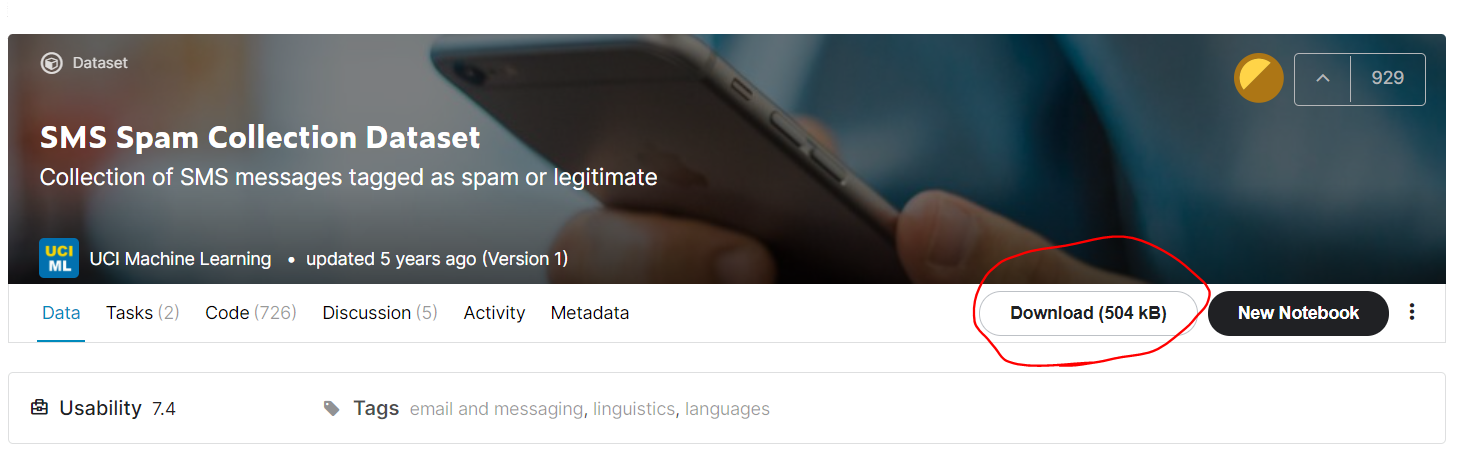 Dataset
929
SMS Spam Collection Dataset
Collection of SMS messages tagged as spam or legitimate
UCI
ML
UCI Machine Learning • updated 5 years ago (Version 1)
Data Tasks (2) Code (726) Discussion (5) Activity Metadata Download (504 kB) New Notebook
Usability 7.4 Tags email and messaging, linguistics, languages